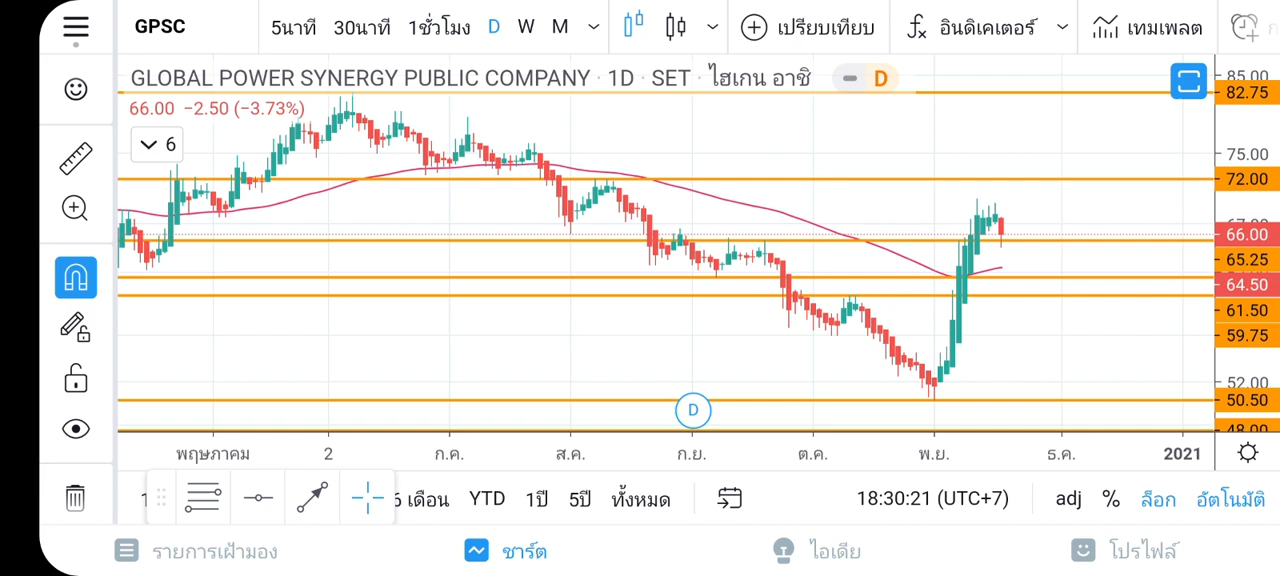 GPSC 5นาที 30นาที 1ชั่วโมง D W M เปรียบเทียบ fx อินดิเคเตอร์ เทมเพลต
GLOBAL POWER SYNERGY PUBLIC COMPANY · 1D · SET · ไฮเกน อาชิ D
66.00 −2.50 (−3.73%)
6
85.00
82.75
75.00
72.00
67.00
66.00
65.25
64.50
61.50
59.75
52.00
50.50
48.00
D
พฤษภาคม 2 ก.ค. ส.ค. ก.ย. ต.ค. พ.ย. ธ.ค. 2021
6 เดือน YTD 1ปี 5ปี ทั้งหมด 18:30:21 (UTC+7) adj % ล็อก อัตโนมัติ
รายการเฝ้ามอง ชาร์ต ไอเดีย โปรไฟล์